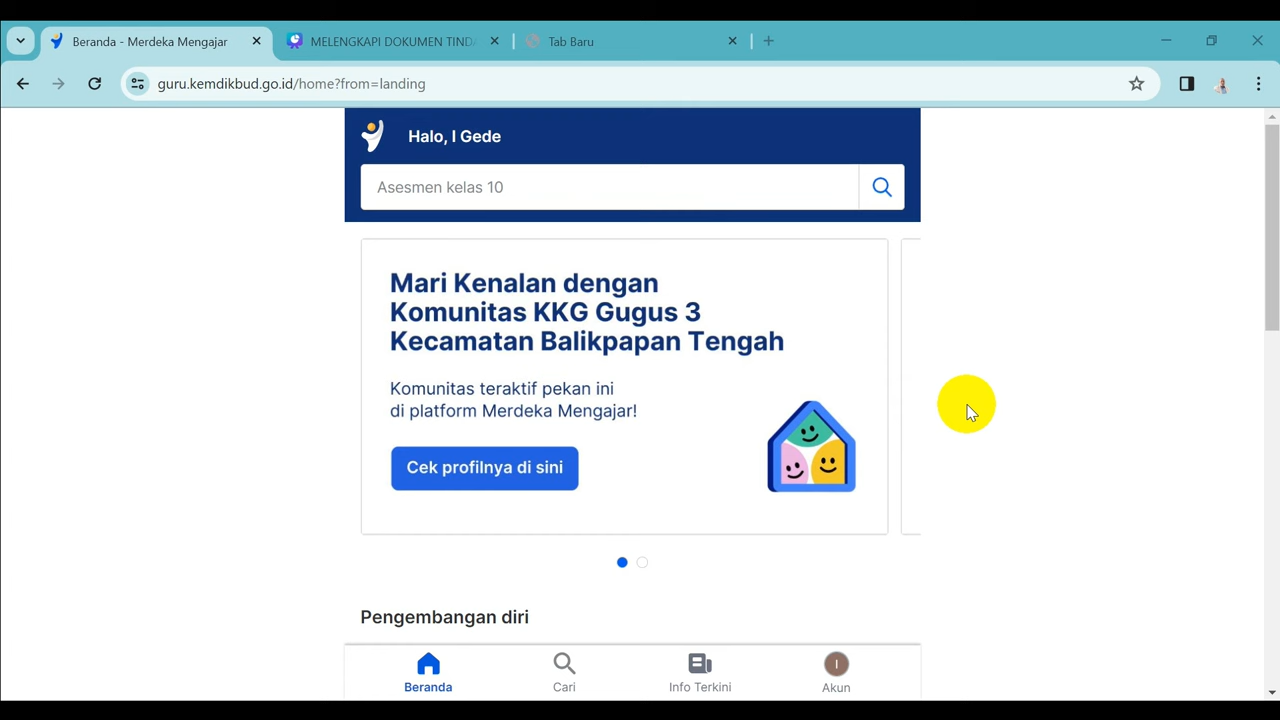 Beranda - Merdeka Mengajar
MELENGKAPI DOKUMEN TINDA
Tab Baru
guru.kemdikbud.go.id/home?from=landing
Halo, I Gede
Asesmen kelas 10
Mari Kenalan dengan
Komunitas KKG Gugus 3
Kecamatan Balikpapan Tengah
Komunitas teraktif pekan ini
di platform Merdeka Mengajar!
Cek profilnya di sini
Pengembangan diri
I
Beranda
Cari
Info Terkini
Akun